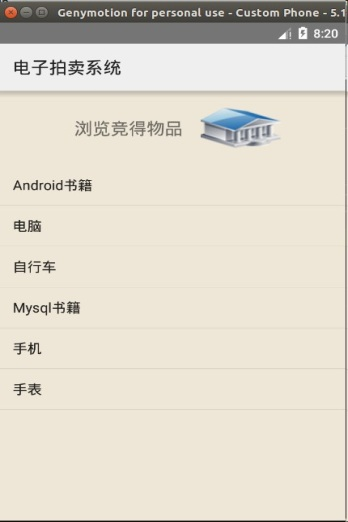 Genymotion for personal use - Custom Phone - 5.1
8:20
电子拍卖系统
浏览竞得物品
Android书籍
电脑
自行车
Mysql书籍
手机
手表